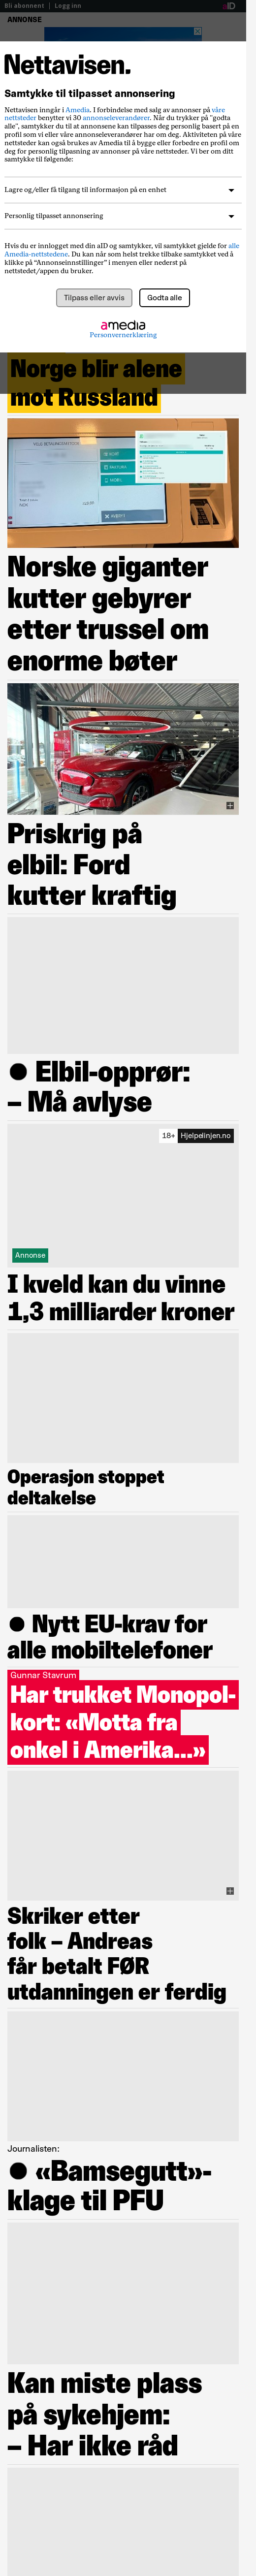 Bli abonnent | Logg inn
aID
ANNONSE
Nettavisen.
Samtykke til tilpasset annonsering
Nettavisen inngår i Amedia. I forbindelse med salg av annonser på våre
nettsteder benytter vi 30 annonseleverandører. Når du trykker på "godta
alle", samtykker du til at annonsene kan tilpasses deg personlig basert på en
profil vi eller våre annonseleverandører har om deg. Aktiviteten på våre
nettsteder kan også brukes av Amedia til å bygge eller forbedre en profil om
deg for personlig tilpasning av annonser på våre nettsteder. Vi ber om ditt
samtykke til følgende:
Lagre og/eller få tilgang til informasjon på en enhet
Personlig tilpasset annonsering
Hvis du er innlogget med din aID og samtykker, vil samtykket gjelde for alle
Amedia-nettstedene. Du kan når som helst trekke tilbake samtykket ved å
klikke på “Annonseinnstillinger” i menyen eller nederst på
nettstedet/appen du bruker.
Tilpass eller avvis
Godta alle
amedia
Personvernerklæring
Norge blir alene
mot Russland
Norske giganter
kutter gebyrer
etter trussel om
enorme bøter
Priskrig på
elbil: Ford
kutter kraftig
● Elbil-opprør:
– Må avlyse
18+ Hjelpelinjen.no
Annonse
I kveld kan du vinne
1,3 milliarder kroner
Operasjon stoppet
deltakelse
● Nytt EU-krav for
alle mobiltelefoner
Gunnar Stavrum
Har trukket Monopol-
kort: «Motta fra
onkel i Amerika...»
Skriker etter
folk – Andreas
får betalt FØR
utdanningen er ferdig
Journalisten:
● «Bamsegutt»-
klage til PFU
Kan miste plass
på sykehjem:
– Har ikke råd